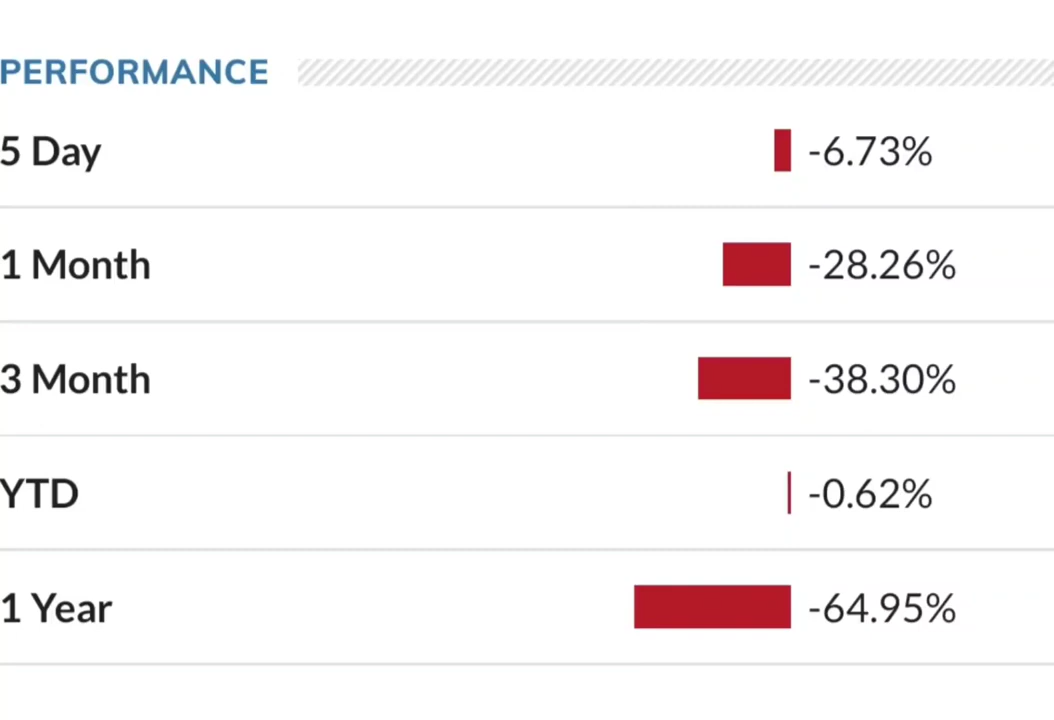 PERFORMANCE
5 Day -6.73%
1 Month -28.26%
3 Month -38.30%
YTD -0.62%
1 Year -64.95%